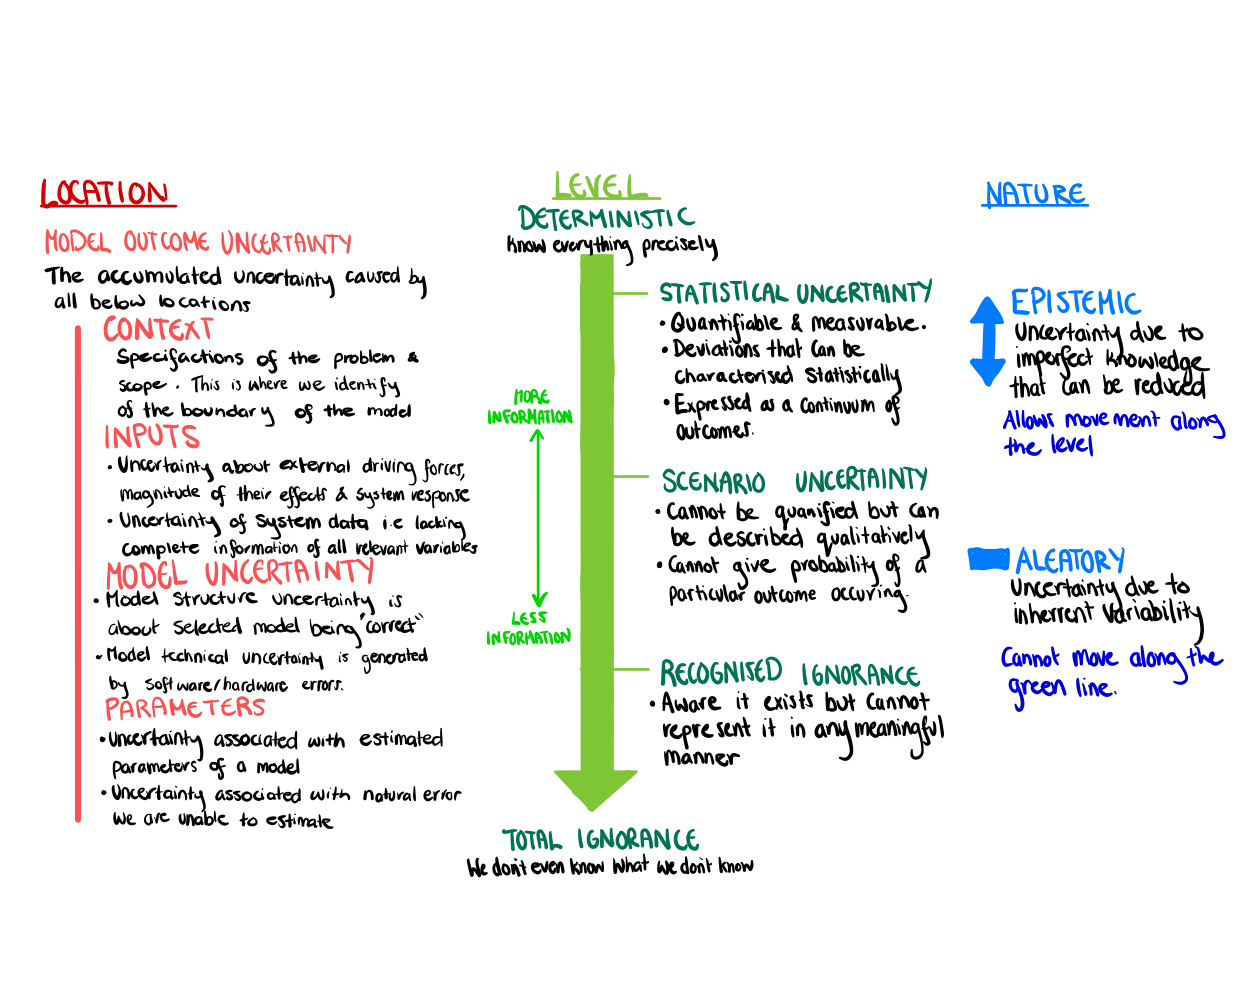 LOCATION
MODEL OUTCOME UNCERTAINTY
The accumulated uncertainty caused by
all below locations
CONTEXT
Specifactions of the problem &
scope. This is where we identify
of the boundary of the model
INPUTS
• Uncertainty about external driving forces,
magnitude of their effects & system response
• Uncertainty of system data i.e lacking
complete information of all relevant variables
MODEL UNCERTAINTY
• Model structure uncertainty is
about selected model being "correct"
• Model technical uncertainty is generated
by software/hardware errors.
PARAMETERS
• Uncertainty associated with estimated
parameters of a model
• Uncertainty associated with natural error
we are unable to estimate
LEVEL
DETERMINISTIC
Know everything precisely
MORE
INFORMATION
LESS
INFORMATION
STATISTICAL UNCERTAINTY
• Quantifiable & measurable.
• Deviations that can be
characterised statistically
• Expressed as a continuum of
outcomes.
SCENARIO UNCERTAINTY
• Cannot be quanified but can
be described qualitatively
• Cannot give probability of a
particular outcome occuring.
RECOGNISED IGNORANCE
• Aware it exists but cannot
represent it in any meaningful
manner
TOTAL IGNORANCE
We don't even know what we don't know
NATURE
EPISTEMIC
Uncertainty due to
imperfect knowledge
that can be reduced
Allows movement along
the level
ALEATORY
Uncertainty due to
inherrent variability
Cannot move along the
green line.